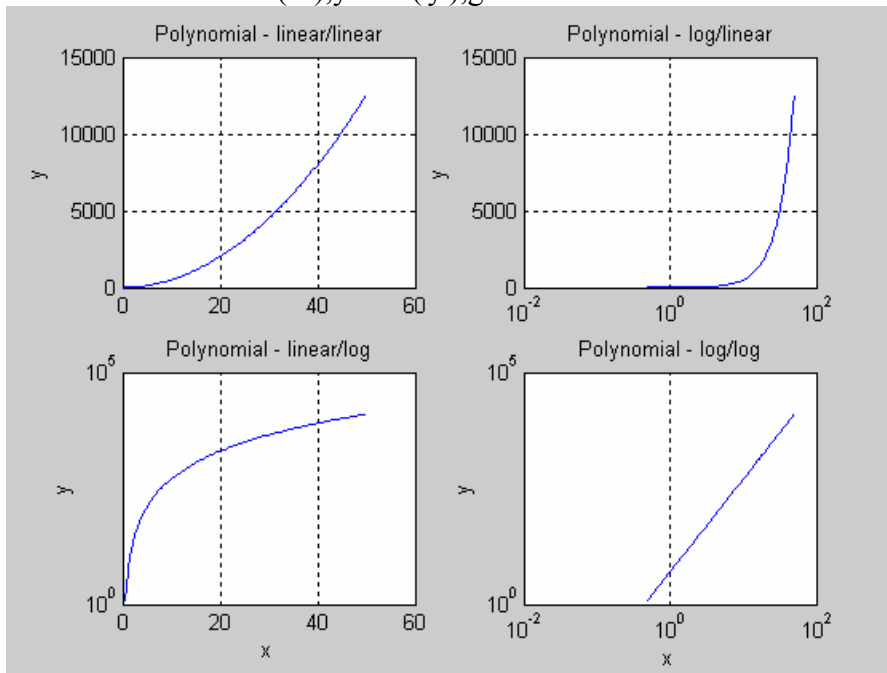 Polynomial - linear/linear
15000
10000
5000
0
0 20 40 60
y
Polynomial - log/linear
15000
10000
5000
0
10^-2 10^0 10^2
y
Polynomial - linear/log
10^5
10^0
0 20 40 60
y
x
Polynomial - log/log
10^5
10^0
10^-2 10^0 10^2
y
x